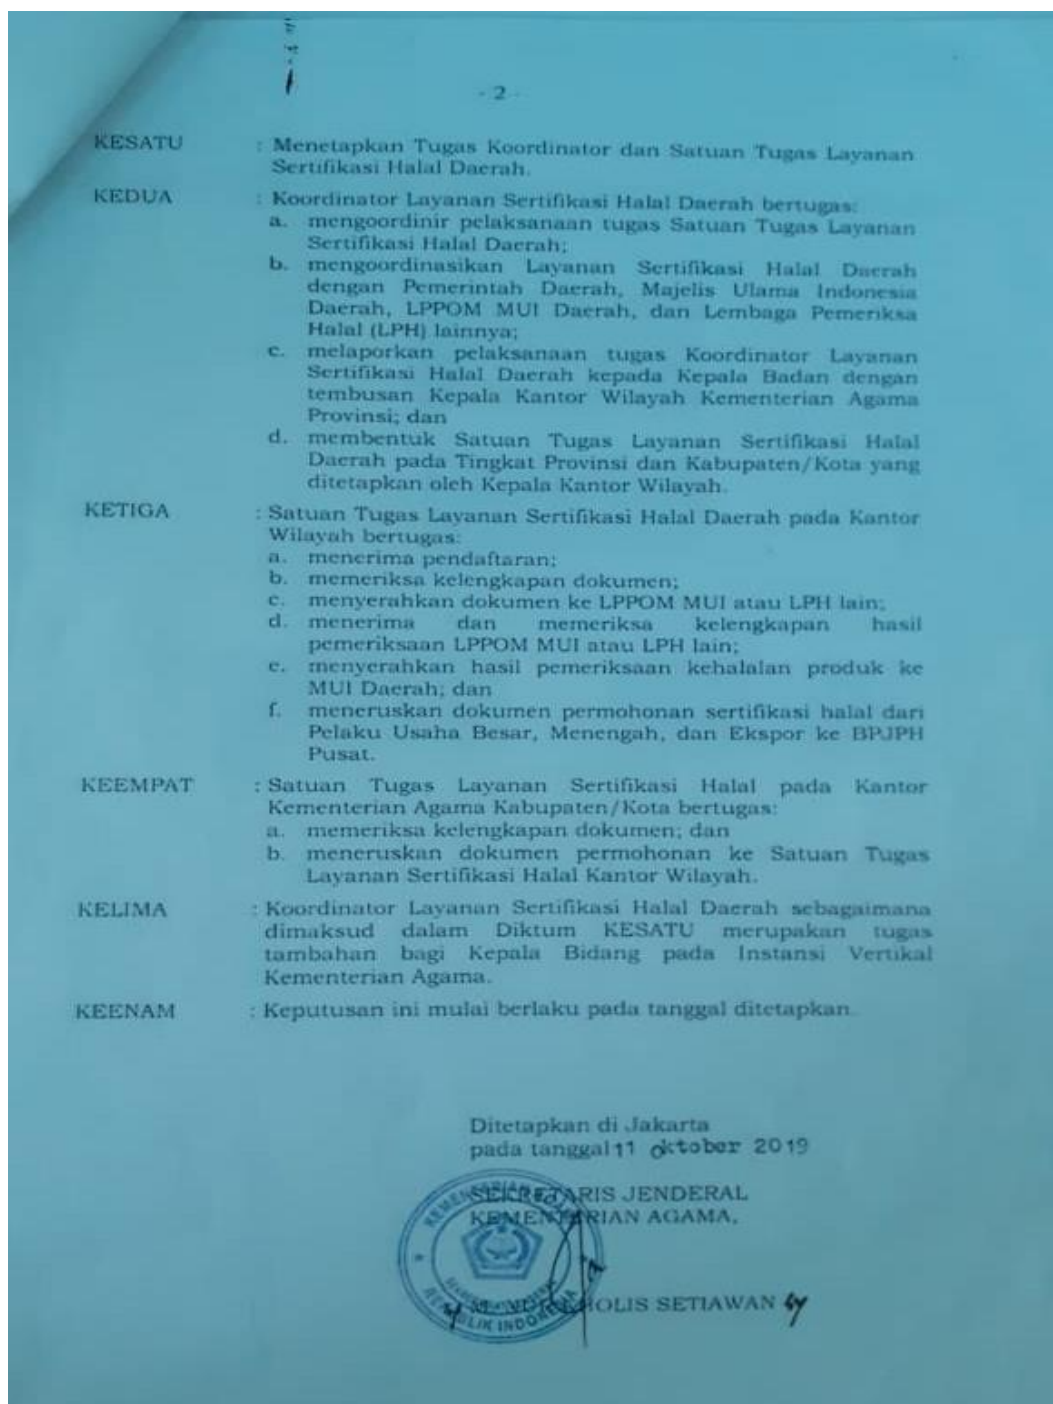 - 2 -
KESATU : Menetapkan Tugas Koordinator dan Satuan Tugas Layanan
Sertifikasi Halal Daerah.
KEDUA : Koordinator Layanan Sertifikasi Halal Daerah bertugas:
a. mengoordinir pelaksanaan tugas Satuan Tugas Layanan
Sertifikasi Halal Daerah;
b. mengoordinasikan Layanan Sertifikasi Halal Daerah
dengan Pemerintah Daerah, Majelis Ulama Indonesia
Daerah, LPPOM MUI Daerah, dan Lembaga Pemeriksa
Halal (LPH) lainnya;
c. melaporkan pelaksanaan tugas Koordinator Layanan
Sertifikasi Halal Daerah kepada Kepala Badan dengan
tembusan Kepala Kantor Wilayah Kementerian Agama
Provinsi; dan
d. membentuk Satuan Tugas Layanan Sertifikasi Halal
Daerah pada Tingkat Provinsi dan Kabupaten/Kota yang
ditetapkan oleh Kepala Kantor Wilayah.
KETIGA : Satuan Tugas Layanan Sertifikasi Halal Daerah pada Kantor
Wilayah bertugas:
a. menerima pendaftaran;
b. memeriksa kelengkapan dokumen;
c. menyerahkan dokumen ke LPPOM MUI atau LPH lain;
d. menerima dan memeriksa kelengkapan hasil
pemeriksaan LPPOM MUI atau LPH lain;
e. menyerahkan hasil pemeriksaan kehalalan produk ke
MUI Daerah; dan
f. meneruskan dokumen permohonan sertifikasi halal dari
Pelaku Usaha Besar, Menengah, dan Ekspor ke BPJPH
Pusat.
KEEMPAT : Satuan Tugas Layanan Sertifikasi Halal pada Kantor
Kementerian Agama Kabupaten/Kota bertugas:
a. memeriksa kelengkapan dokumen; dan
b. meneruskan dokumen permohonan ke Satuan Tugas
Layanan Sertifikasi Halal Kantor Wilayah.
KELIMA : Koordinator Layanan Sertifikasi Halal Daerah sebagaimana
dimaksud dalam Diktum KESATU merupakan tugas
tambahan bagi Kepala Bidang pada Instansi Vertikal
Kementerian Agama.
KEENAM : Keputusan ini mulai berlaku pada tanggal ditetapkan.
Ditetapkan di Jakarta
pada tanggal 11 oktober 2019
SEKRETARIS JENDERAL
KEMENTERIAN AGAMA,
REPUBLIK INDONESIA
SETIAWAN